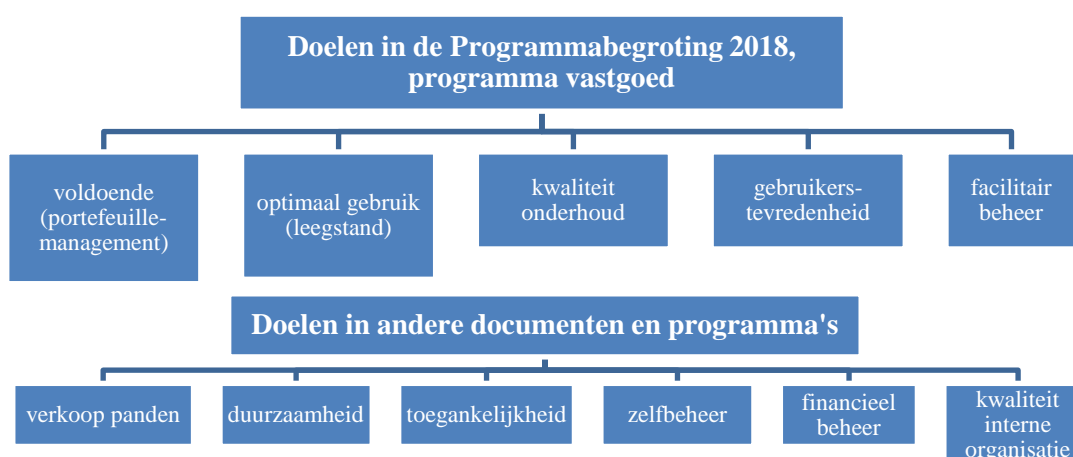 Doelen in de Programmabegroting 2018,
programma vastgoed
voldoende
(portefeuille-
management)
optimaal gebruik
(leegstand)
kwaliteit
onderhoud
gebruikers-
tevredenheid
facilitair
beheer
Doelen in andere documenten en programma's
verkoop panden
duurzaamheid
toegankelijkheid
zelfbeheer
financieel
beheer
kwaliteit
interne
organisatie